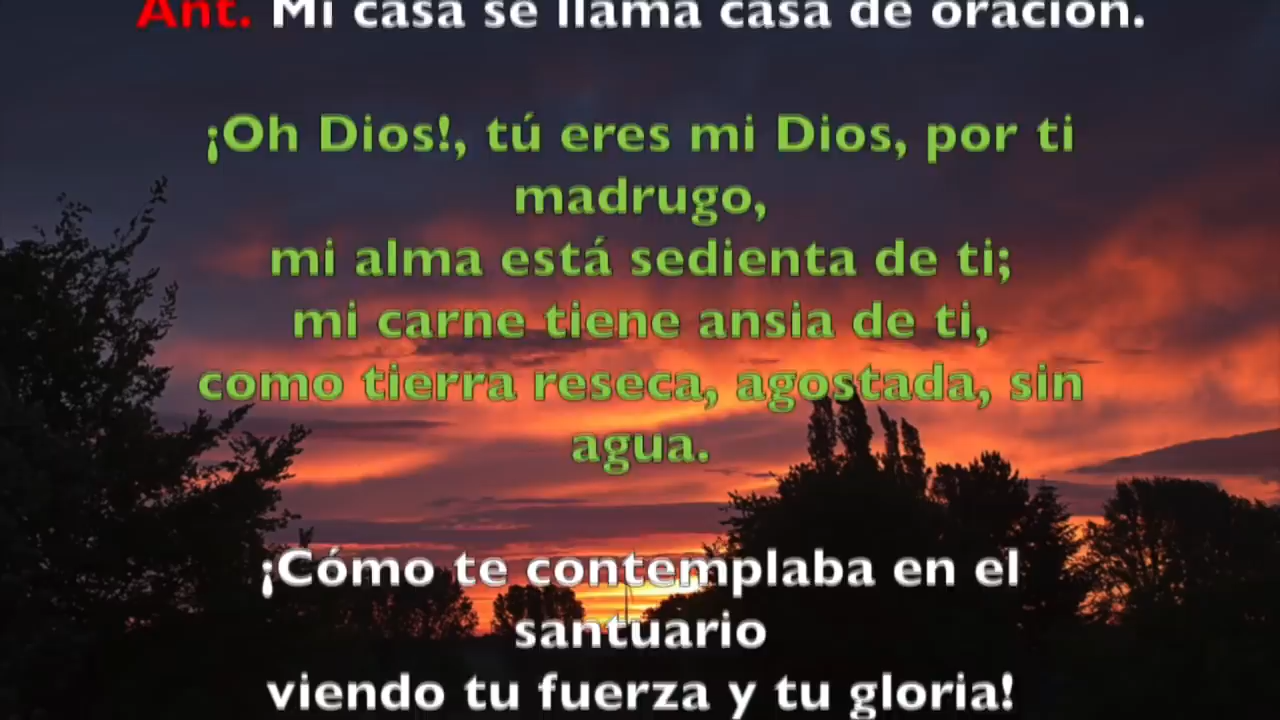 Ant. Mi casa se llama casa de oración.
¡Oh Dios!, tú eres mi Dios, por ti
madrugo,
mi alma está sedienta de ti;
mi carne tiene ansia de ti,
como tierra reseca, agostada, sin
agua.
¡Cómo te contemplaba en el
santuario
viendo tu fuerza y tu gloria!